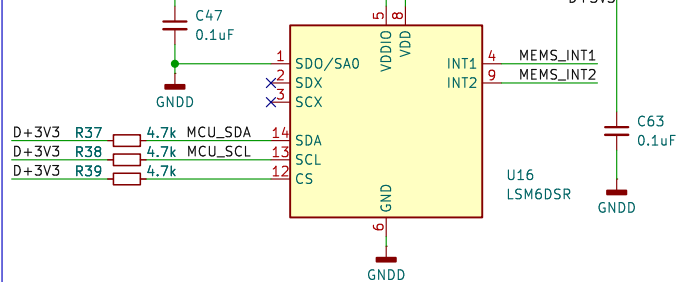 D+3V3
C47
0.1uF
GNDD
5
8
VDDIO
VDD
1
SDO/SA0
2
SDX
3
SCX
INT1
4
MEMS_INT1
INT2
9
MEMS_INT2
D+3V3 R37 4.7k MCU_SDA 14 SDA
D+3V3 R38 4.7k MCU_SCL 13 SCL
D+3V3 R39 4.7k 12 CS
GND
6
GNDD
U16
LSM6DSR
C63
0.1uF
GNDD